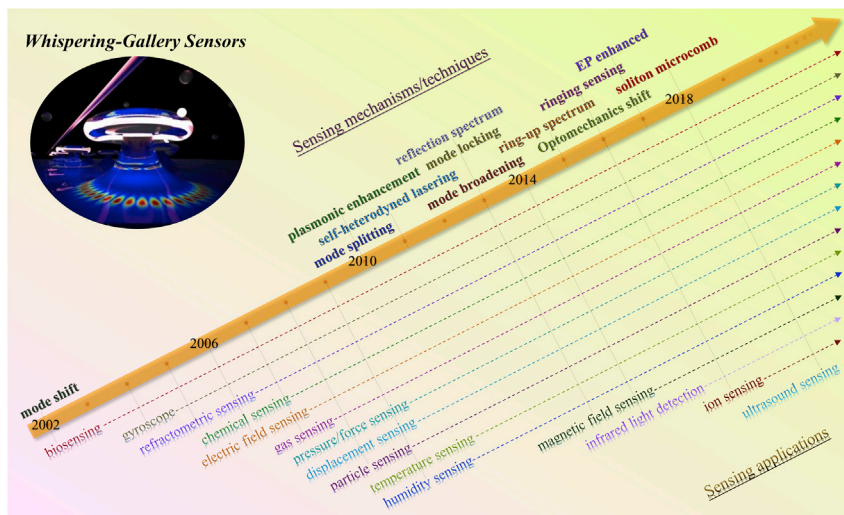 Whispering-Gallery Sensors
Sensing mechanisms/techniques
EP enhanced
ringing sensing
soliton microcomb
reflection spectrum
mode locking
ring-up spectrum
Optomechanics shift
plasmonic enhancement
self-heterodyned lasering
mode broadening
mode splitting
mode shift
2002
2006
2010
2014
2018
biosensing
gyroscope
refractometric sensing
chemical sensing
electric field sensing
gas sensing
pressure/force sensing
displacement sensing
particle sensing
temperature sensing
humidity sensing
magnetic field sensing
infrared light detection
ion sensing
ultrasound sensing
Sensing applications